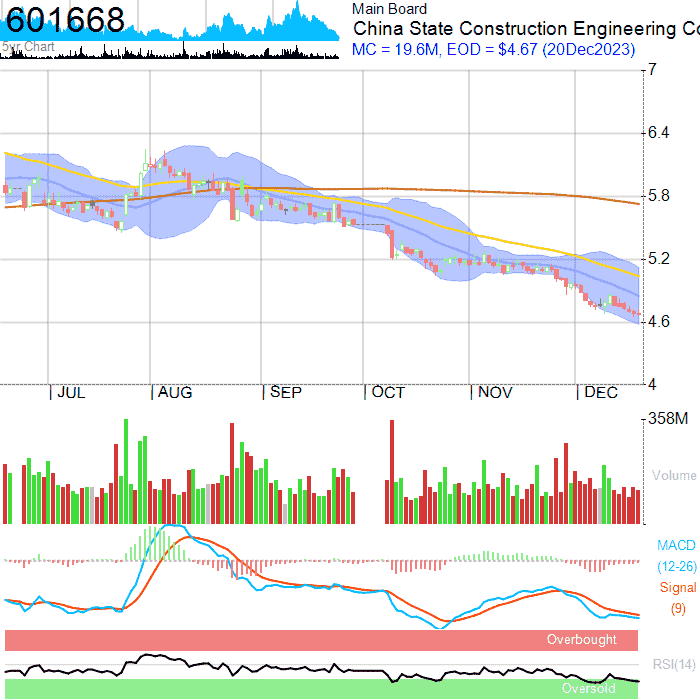 601668
5yr Chart
Main Board
China State Construction Engineering Co
MC = 19.6M, EOD = $4.67 (20Dec2023)
7
6.4
5.8
5.2
4.6
4
JUL
AUG
SEP
OCT
NOV
DEC
358M
Volume
MACD
(12-26)
Signal
(9)
Overbought
RSI(14)
Oversold